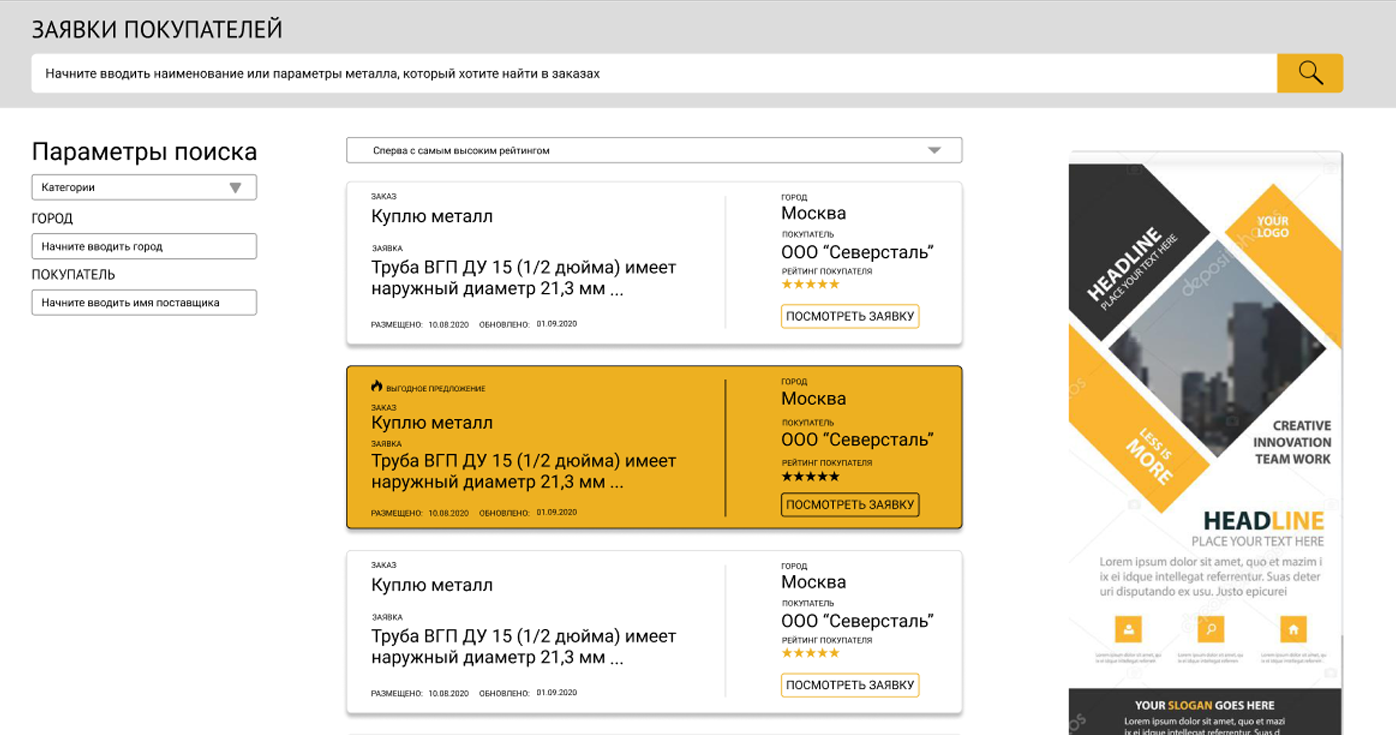 ЗАЯВКИ ПОКУПАТЕЛЕЙ
Начните вводить наименование или параметры металла, который хотите найти в заказах
Параметры поиска
Категории
ГОРОД
Начните вводить город
ПОКУПАТЕЛЬ
Начните вводить имя поставщика
Сперва с самым высоким рейтингом
ЗАКАЗ
Куплю металл
ЗАЯВКА
Труба ВГП ДУ 15 (1/2 дюйма) имеет
наружный диаметр 21,3 мм ...
РАЗМЕЩЕНО: 10.08.2020 ОБНОВЛЕНО: 01.09.2020
ГОРОД
Москва
ПОКУПАТЕЛЬ
ООО “Северсталь”
РЕЙТИНГ ПОКУПАТЕЛЯ
★★★★★
ПОСМОТРЕТЬ ЗАЯВКУ
ВЫГОДНОЕ ПРЕДЛОЖЕНИЕ
ЗАКАЗ
Куплю металл
ЗАЯВКА
Труба ВГП ДУ 15 (1/2 дюйма) имеет
наружный диаметр 21,3 мм ...
РАЗМЕЩЕНО: 10.08.2020 ОБНОВЛЕНО: 01.09.2020
ГОРОД
Москва
ПОКУПАТЕЛЬ
ООО “Северсталь”
РЕЙТИНГ ПОКУПАТЕЛЯ
★★★★★
ПОСМОТРЕТЬ ЗАЯВКУ
ЗАКАЗ
Куплю металл
ЗАЯВКА
Труба ВГП ДУ 15 (1/2 дюйма) имеет
наружный диаметр 21,3 мм ...
РАЗМЕЩЕНО: 10.08.2020 ОБНОВЛЕНО: 01.09.2020
ГОРОД
Москва
ПОКУПАТЕЛЬ
ООО “Северсталь”
РЕЙТИНГ ПОКУПАТЕЛЯ
★★★★★
ПОСМОТРЕТЬ ЗАЯВКУ
HEADLINE
PLACE YOUR TEXT HERE
YOUR
LOGO
depositphotos
LESS IS
MORE
CREATIVE
INNOVATION
TEAM WORK
HEADLINE
PLACE YOUR TEXT HERE
Lorem ipsum dolor sit amet, quo et mazim i
ix ei idque intellegat referrentur. Suas deter
uri disputando ex usu. Justo epicurei
YOUR SLOGAN GOES HERE
Lorem ipsum dolor sit amet, quo et mazi